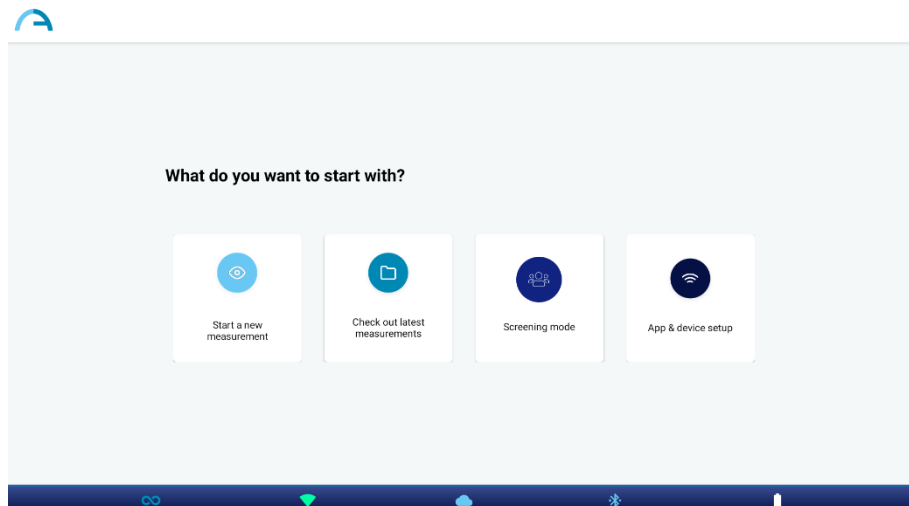 What do you want to start with?
Start a new
measurement
Check out latest
measurements
Screening mode
App & device setup